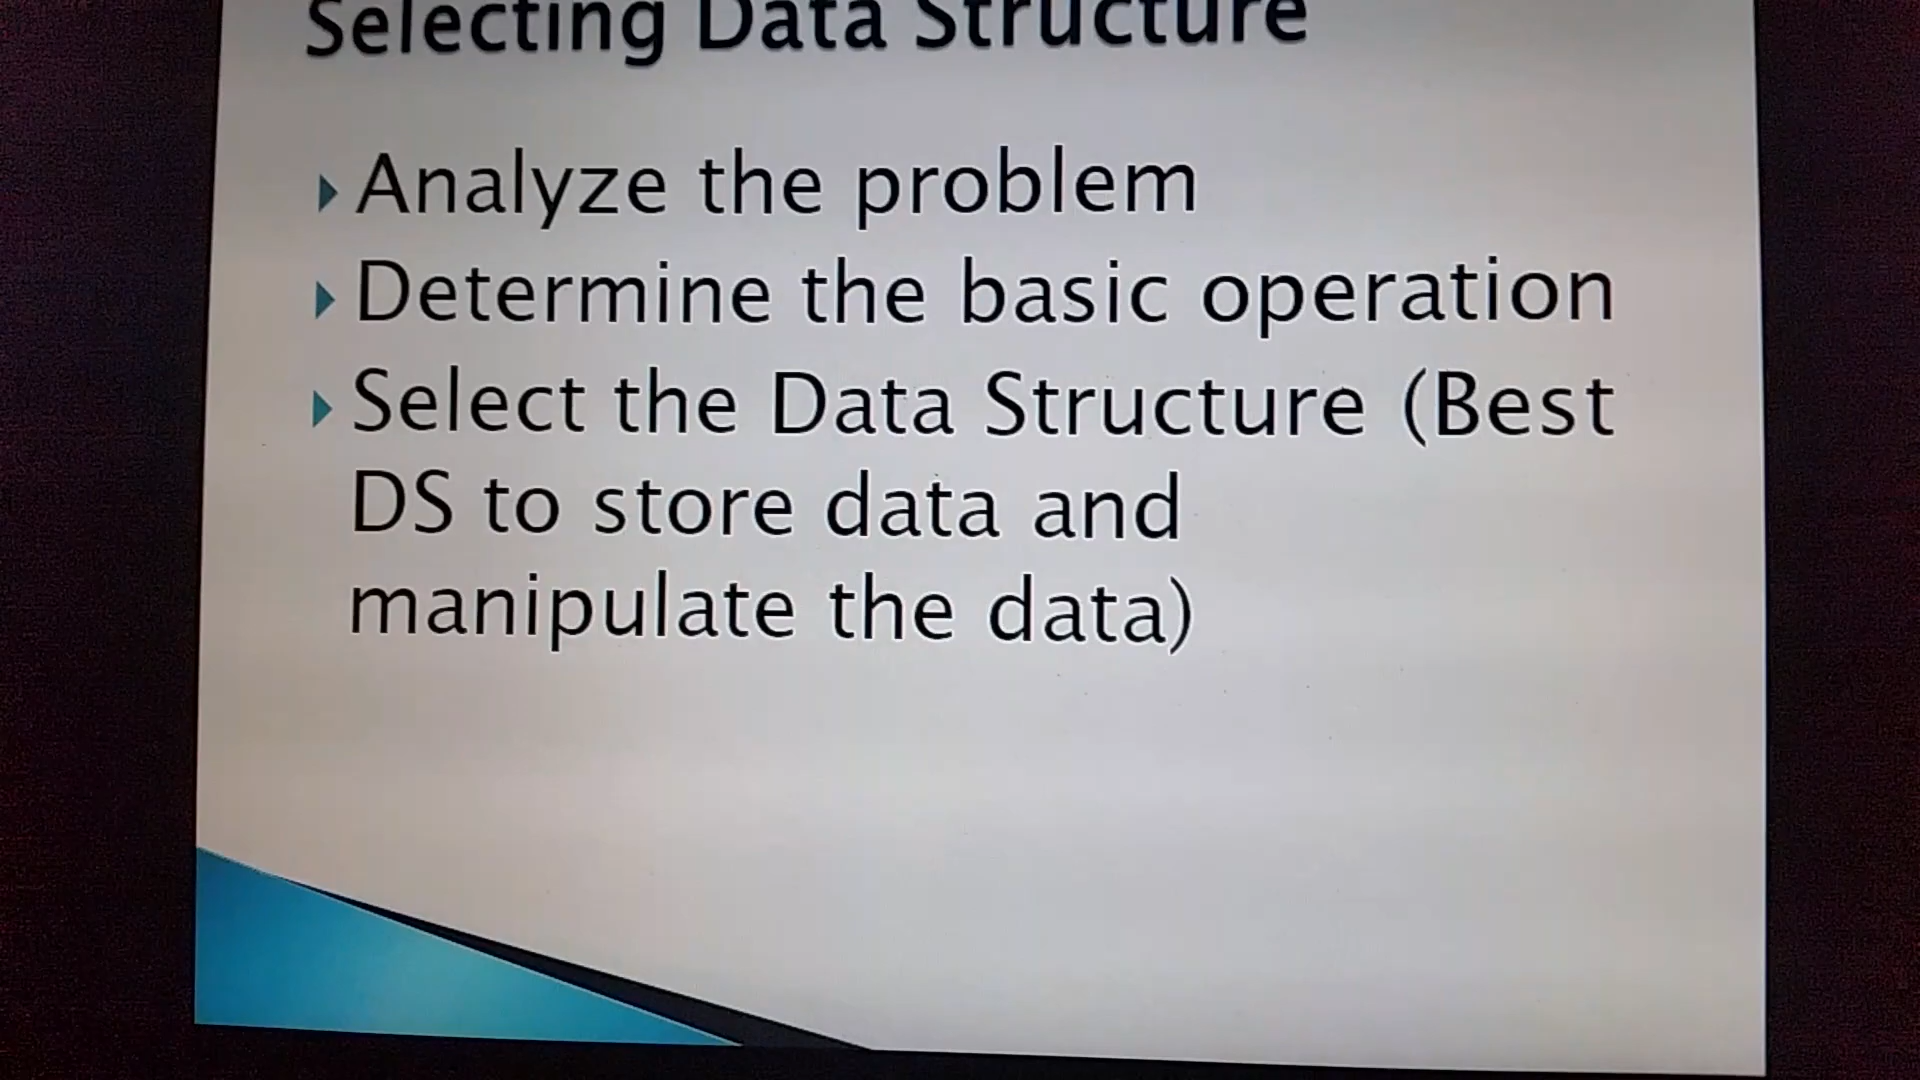 Selecting Data Structure
Analyze the problem
Determine the basic operation
Select the Data Structure (Best
DS to store data and
manipulate the data)